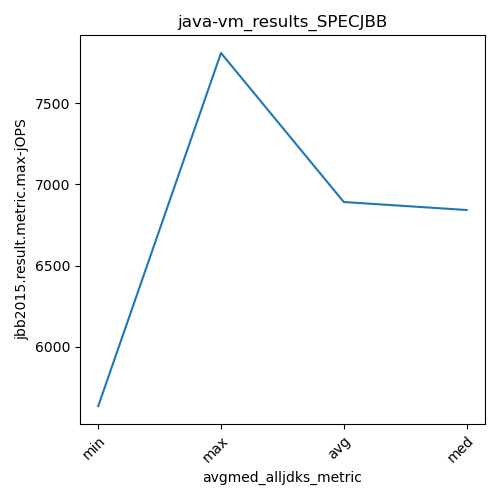 java-vm_results_SPECJBB
jbb2015.result.metric.max-jOPS
7500
7000
6500
6000
min
max
avg
med
avgmed_alljdks_metric